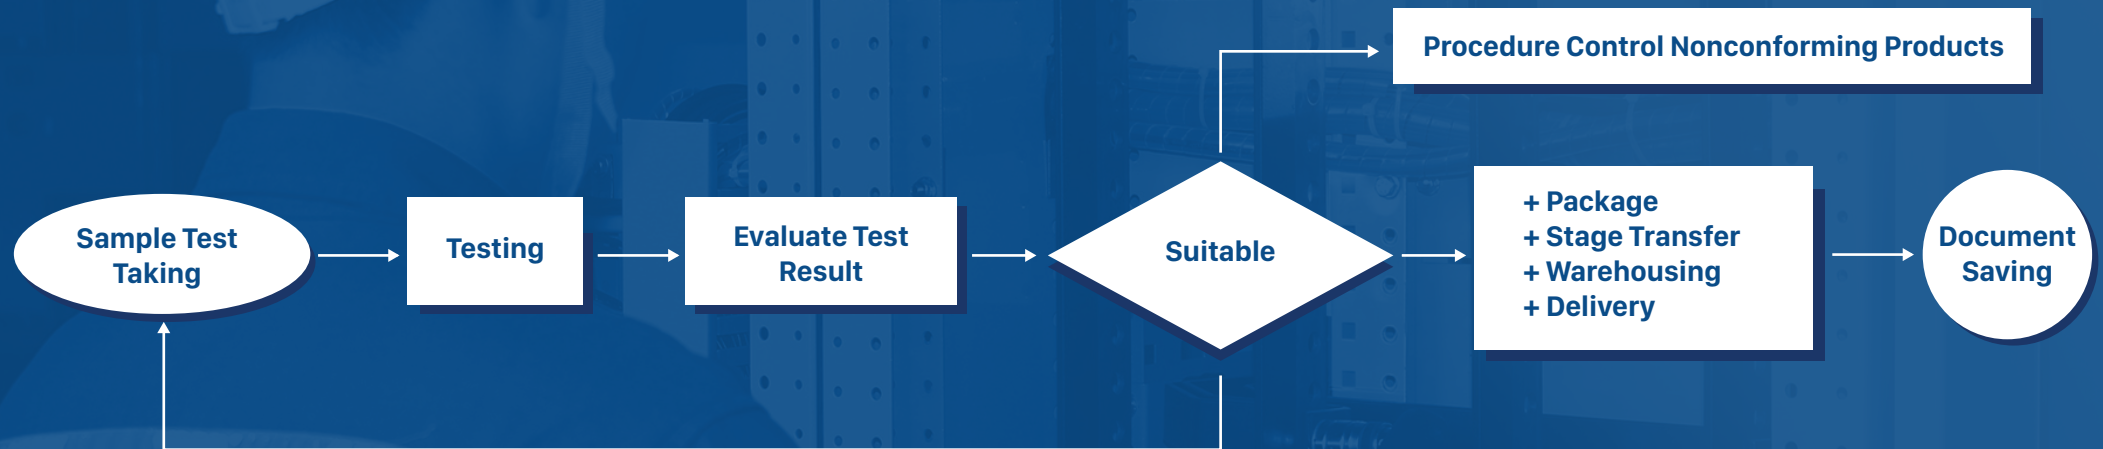 Procedure Control Nonconforming Products
Sample Test
Taking
Testing
Evaluate Test
Result
Suitable
+ Package
+ Stage Transfer
+ Warehousing
+ Delivery
Document
Saving